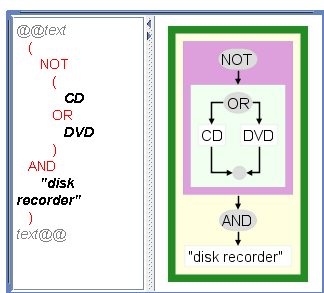 @@text
(
NOT
(
CD
OR
DVD
)
AND
"disk
recorder"
)
text@@
NOT
OR
CD DVD
AND
"disk recorder"